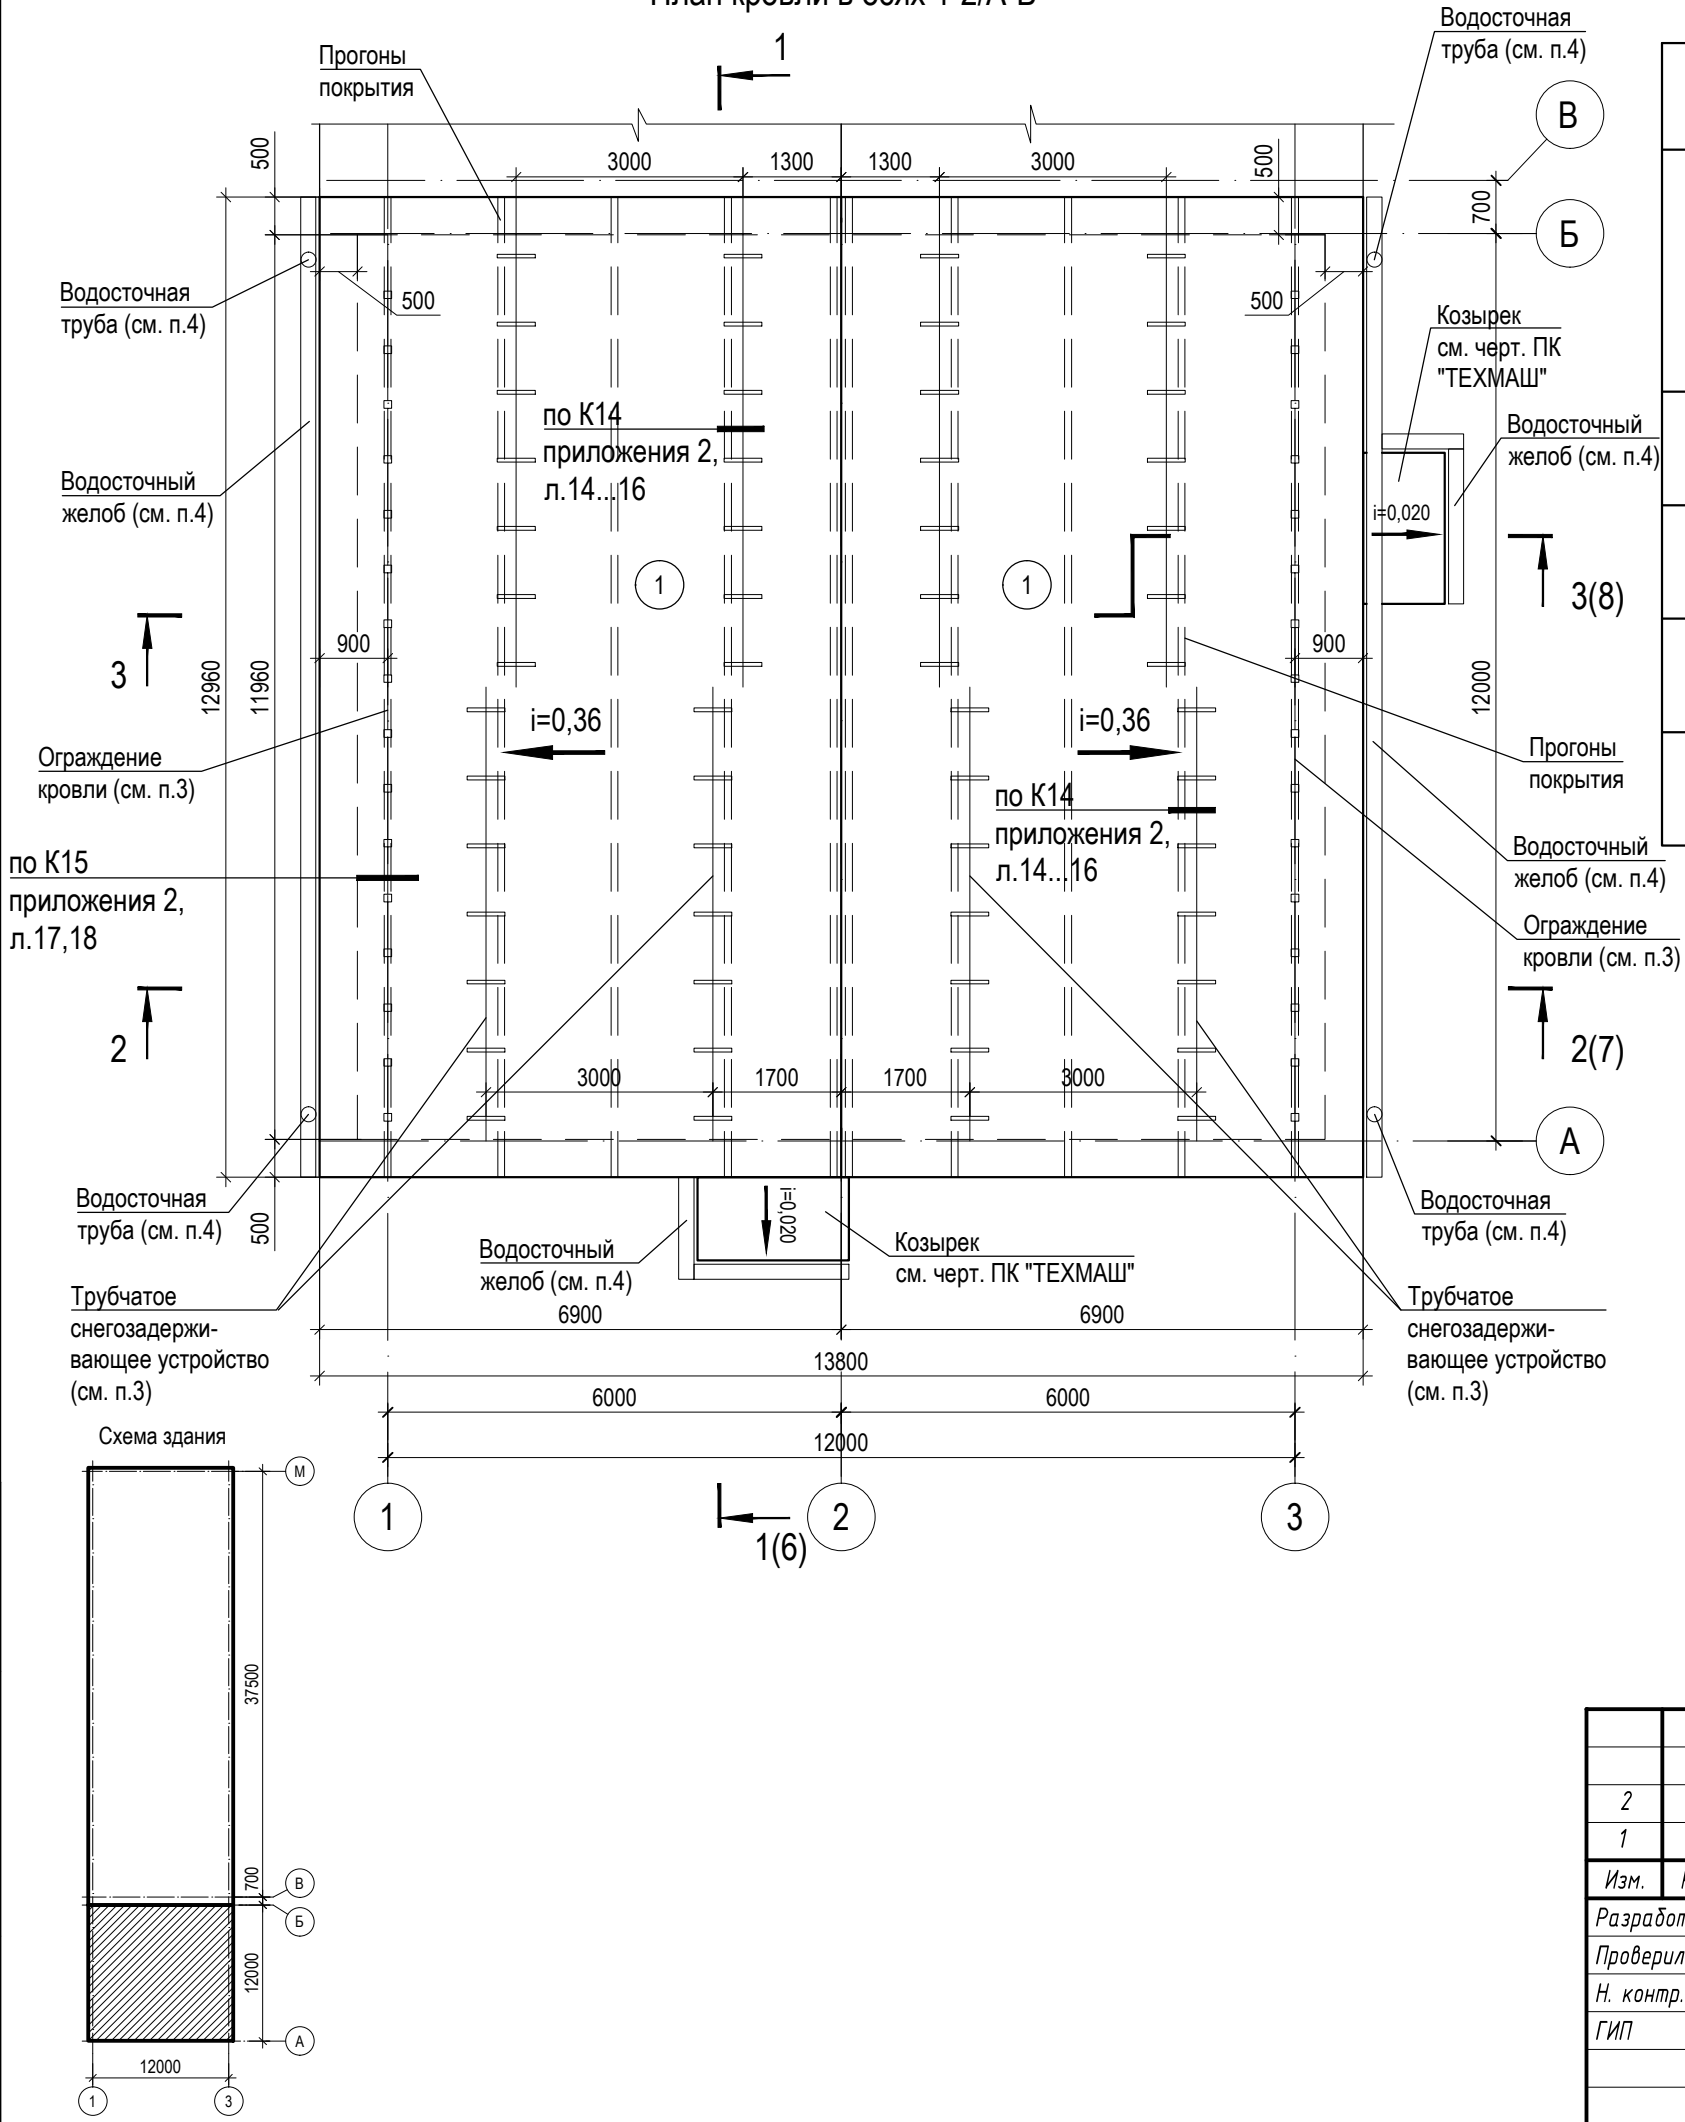 1
Водосточная
труба (см. п.4)
Прогоны
покрытия
В
500
3000
1300
1300
3000
500
700
Б
Водосточная
труба (см. п.4)
500
500
Козырек
см. черт. ПК
"ТЕХМАШ"
по К14
приложения 2,
л.14...16
Водосточный
желоб (см. п.4)
Водосточный
желоб (см. п.4)
i=0,020
1
1
3(8)
3
900
900
12960
11960
12000
i=0,36
i=0,36
Ограждение
кровли (см. п.3)
Прогоны
покрытия
по К14
приложения 2,
л.14...16
Водосточный
желоб (см. п.4)
по К15
приложения 2,
л.17,18
Ограждение
кровли (см. п.3)
2
2(7)
3000
1700
1700
3000
А
Водосточная
труба (см. п.4)
500
i=0,020
Водосточный
желоб (см. п.4)
Козырек
см. черт. ПК "ТЕХМАШ"
Водосточная
труба (см. п.4)
Трубчатое
снегозадержи-
вающее устройство
(см. п.3)
Трубчатое
снегозадержи-
вающее устройство
(см. п.3)
6900
6900
13800
6000
6000
12000
1
2
3
1(6)
Схема здания
М
37500
700
В
Б
12000
А
12000
1
3
2
1
Изм.
Разработ
Проверил
Н. контр.
ГИП